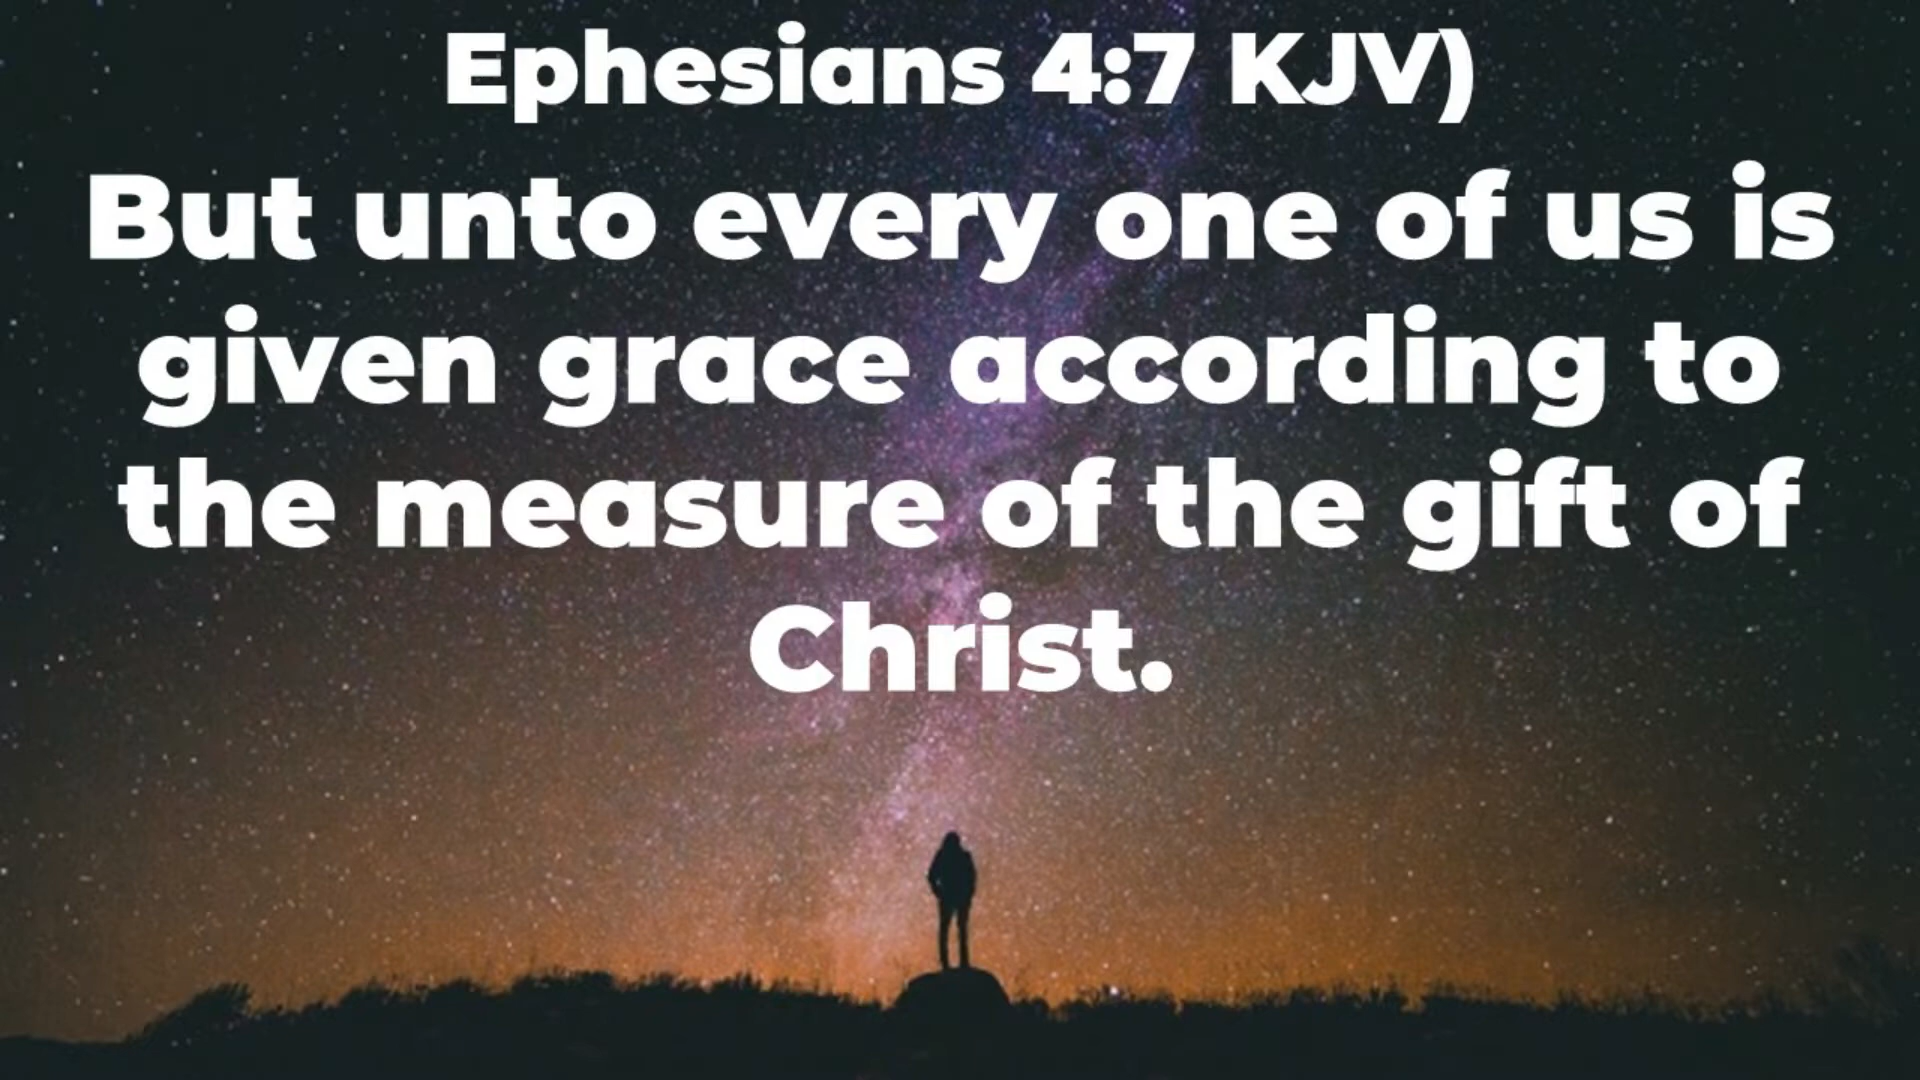 Ephesians 4:7 KJV)
But unto every one of us is
given grace according to
the measure of the gift of
Christ.